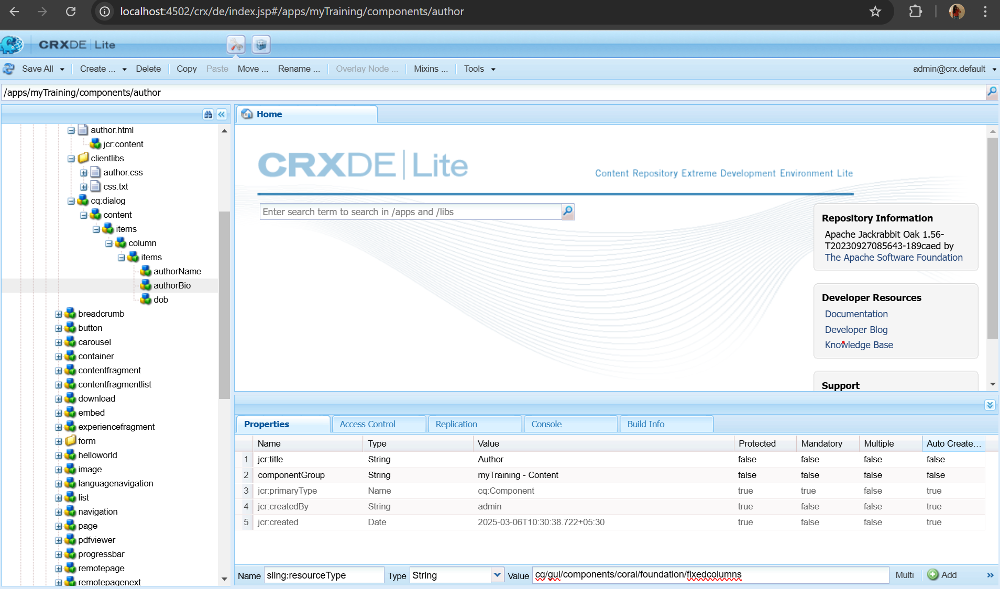 localhost:4502/crx/de/index.jsp#/apps/myTraining/components/author
CRXDE | Lite
Save All Create ... Delete Copy Paste Move ... Rename ... Overlay Node ... Mixins ... Tools admin@crx.default
/apps/myTraining/components/author
Home
author.html
jcr:content
clientlibs
author.css
css.txt
cq:dialog
content
items
column
items
authorName
authorBio
dob
breadcrumb
button
carousel
container
contentfragment
contentfragmentlist
download
embed
experiencefragment
form
helloworld
image
languagenavigation
list
navigation
page
pdfviewer
progressbar
remotepage
remotepagenext
CRXDE | Lite
Content Repository Extreme Development Environment Lite
Enter search term to search in /apps and /libs
Repository Information
Apache Jackrabbit Oak 1.56-
T20230927085643-189caed by
The Apache Software Foundation
Developer Resources
Documentation
Developer Blog
Knowledge Base
Support
Properties Access Control Replication Console Build Info
Name Type Value Protected Mandatory Multiple Auto Create...
1 jcr:title String Author false false false false
2 componentGroup String myTraining - Content false false false false
3 jcr:primaryType Name cq:Component true true false true
4 jcr:createdBy String admin true false false true
5 jcr:created Date 2025-03-06T10:30:38.722+05:30 true false false true
Name sling:resourceType Type String Value cq/gui/components/coral/foundation/fixedcolumns Multi Add »